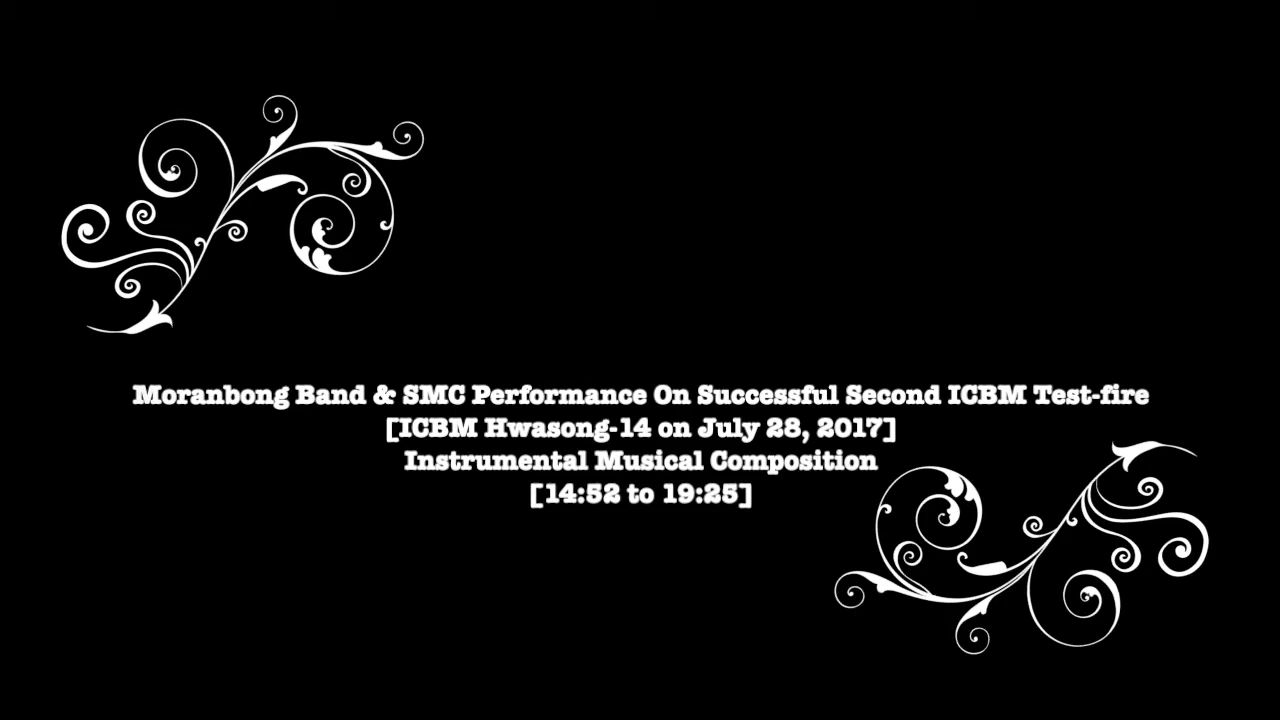 Moranbong Band & SMC Performance On Successful Second ICBM Test-fire
[ICBM Hwasong-14 on July 28, 2017]
Instrumental Musical Composition
[14:52 to 19:25]